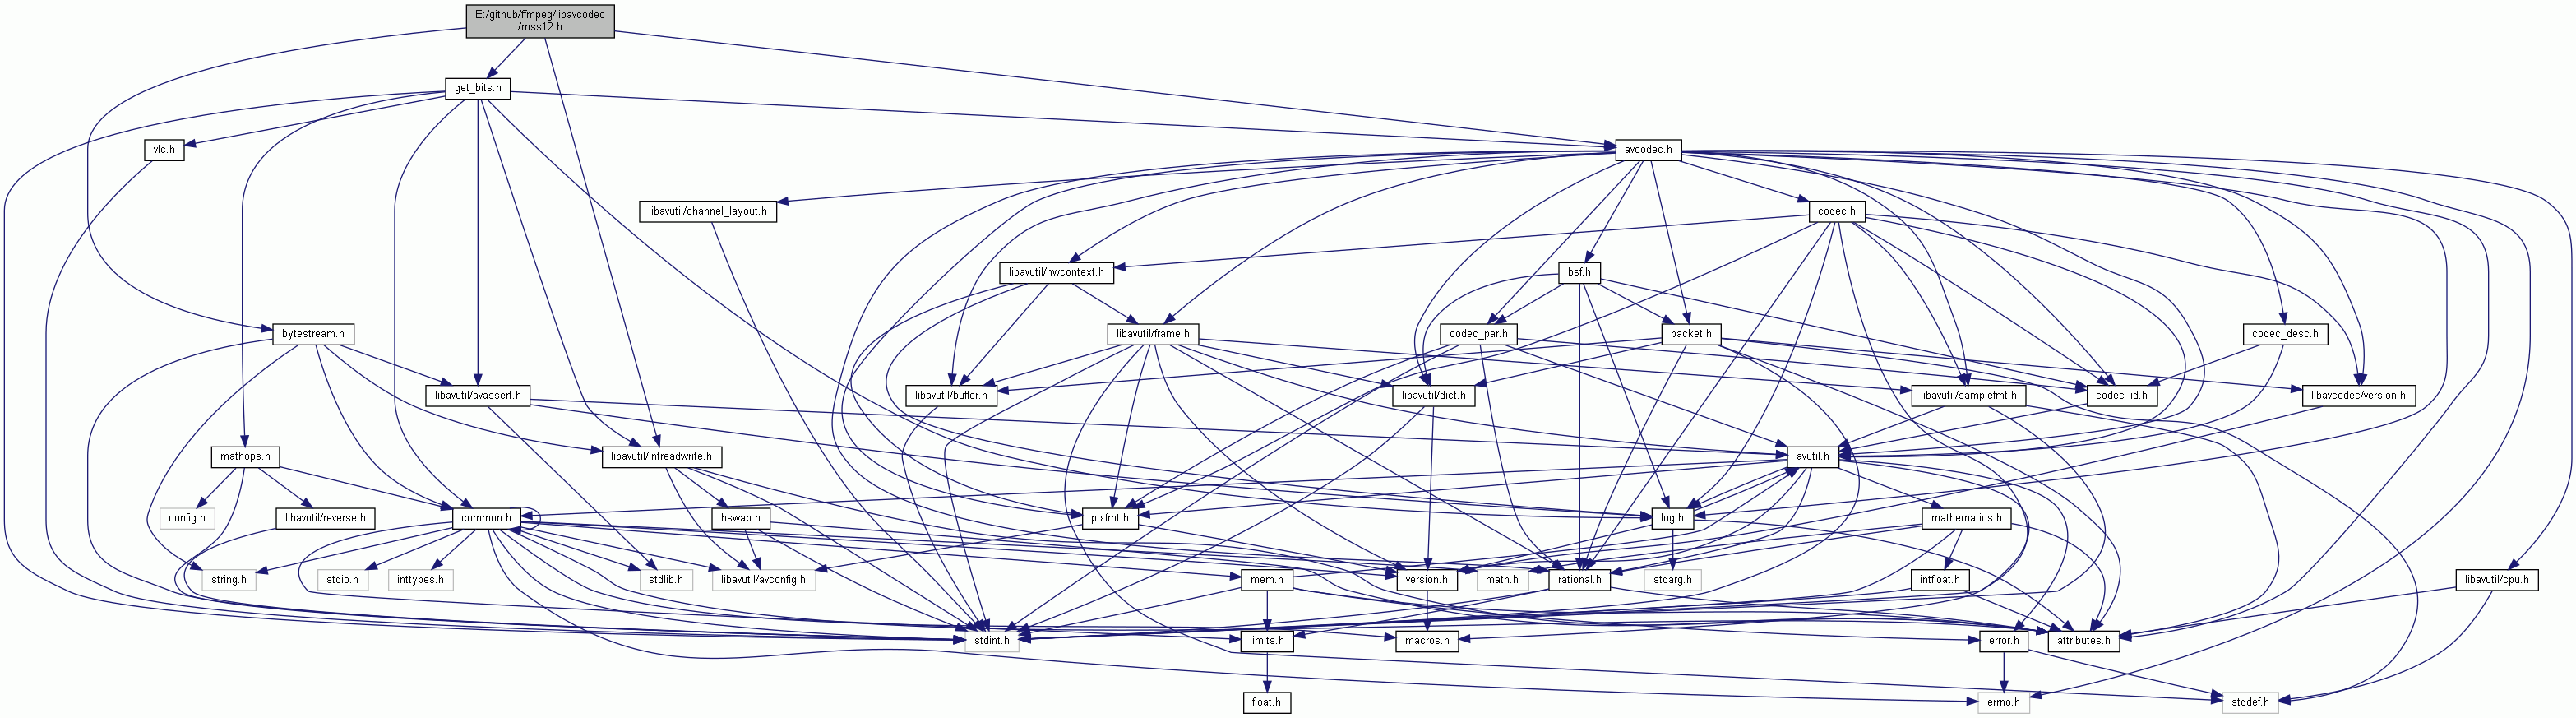 E:/github/ffmpeg/libavcodec
/mss12.h
get_bits.h
vlc.h
avcodec.h
libavutil/channel_layout.h
codec.h
libavutil/hwcontext.h
bsf.h
bytestream.h
libavutil/frame.h
codec_par.h
packet.h
codec_desc.h
libavutil/avassert.h
libavutil/buffer.h
libavutil/dict.h
libavutil/samplefmt.h
codec_id.h
libavcodec/version.h
mathops.h
libavutil/intreadwrite.h
avutil.h
config.h
libavutil/reverse.h
common.h
bswap.h
pixfmt.h
log.h
mathematics.h
string.h
stdio.h
inttypes.h
stdlib.h
libavutil/avconfig.h
mem.h
version.h
math.h
rational.h
stdarg.h
intfloat.h
libavutil/cpu.h
stdint.h
limits.h
macros.h
error.h
attributes.h
float.h
errno.h
stddef.h